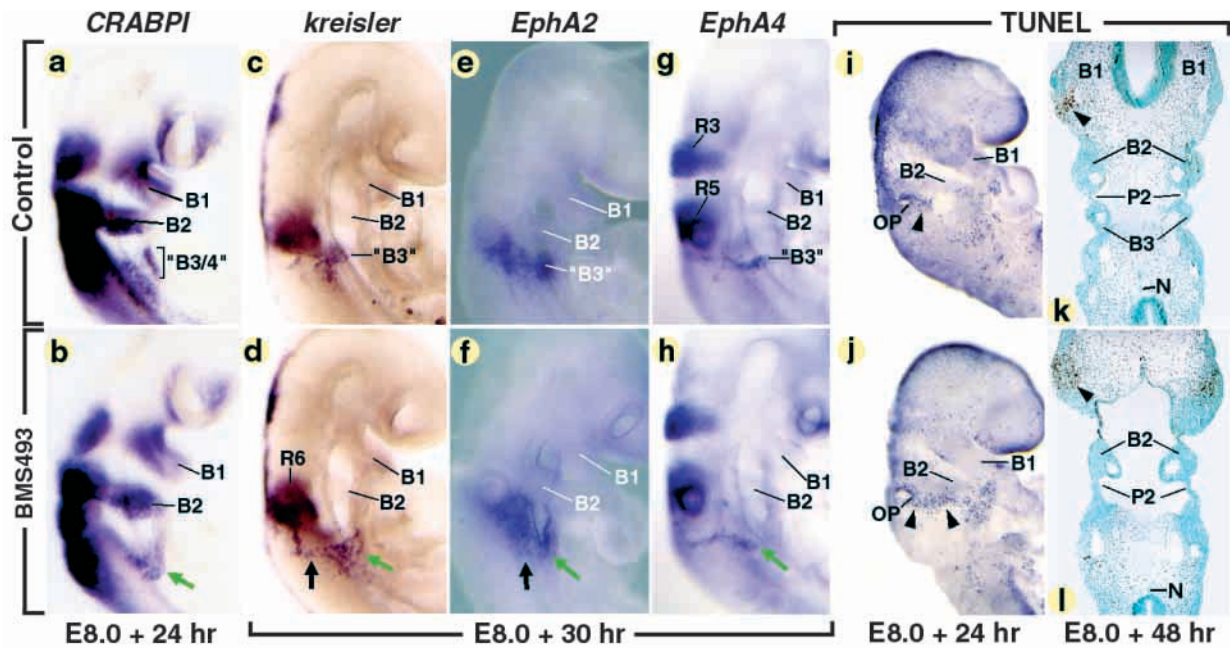 CRABPI kreisler EphA2 EphA4 TUNEL
Control
a c e g i k
B1
B2
"B3/4"
B1
B2
"B3"
B1
B2
"B3"
R3
R5
B1
B2
"B3"
B1
B2
OP
B1 B1
B2
P2
B3
N
BMS493
b d f h j l
B1
B2
R6
B1
B2
B1
B2
B1
B2
B2
B1
OP
B2
P2
N
E8.0 + 24 hr E8.0 + 30 hr E8.0 + 24 hr E8.0 + 48 hr